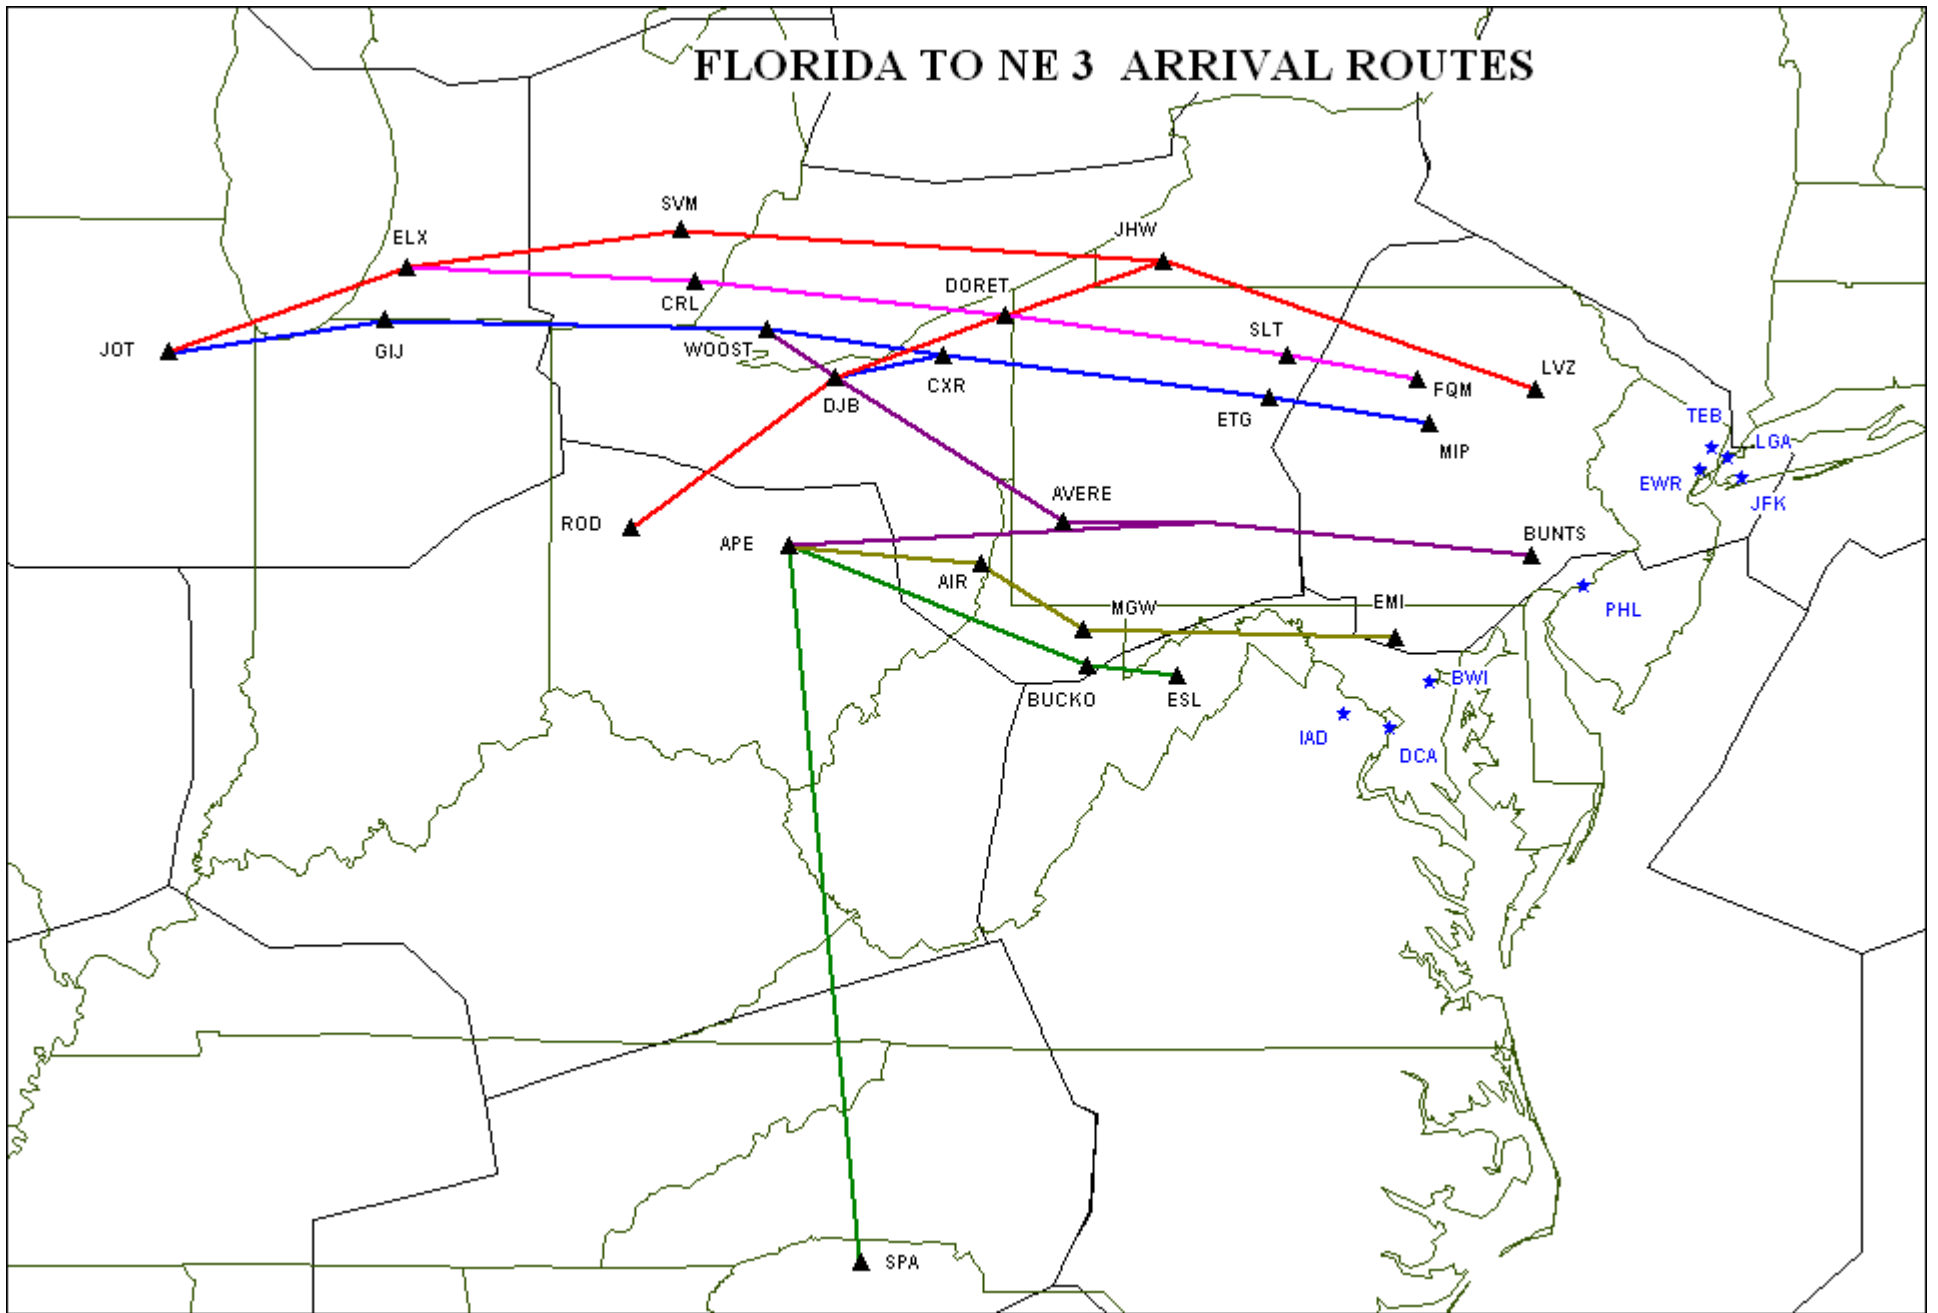 FLORIDA TO NE 3 ARRIVAL ROUTES
SVM
JHW
ELX
DORET
CRL
SLT
JOT
GIJ
WOOST
CXR
LVZ
FQM
DJB
ETG
TEB
MIP
LGA
EWR
JFK
AVERE
ROD
APE
BUNTS
AIR
MGW
EMI
PHL
BWI
BUCKO
ESL
IAD
DCA
SPA